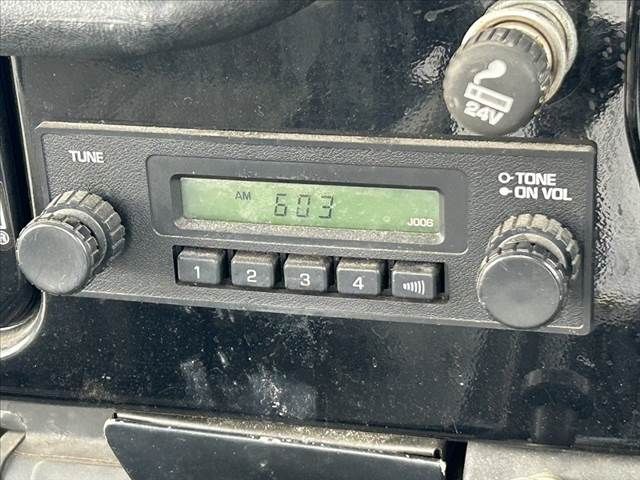 24V
TUNE
TONE
ON VOL
AM 603
J006
1 2 3 4
®